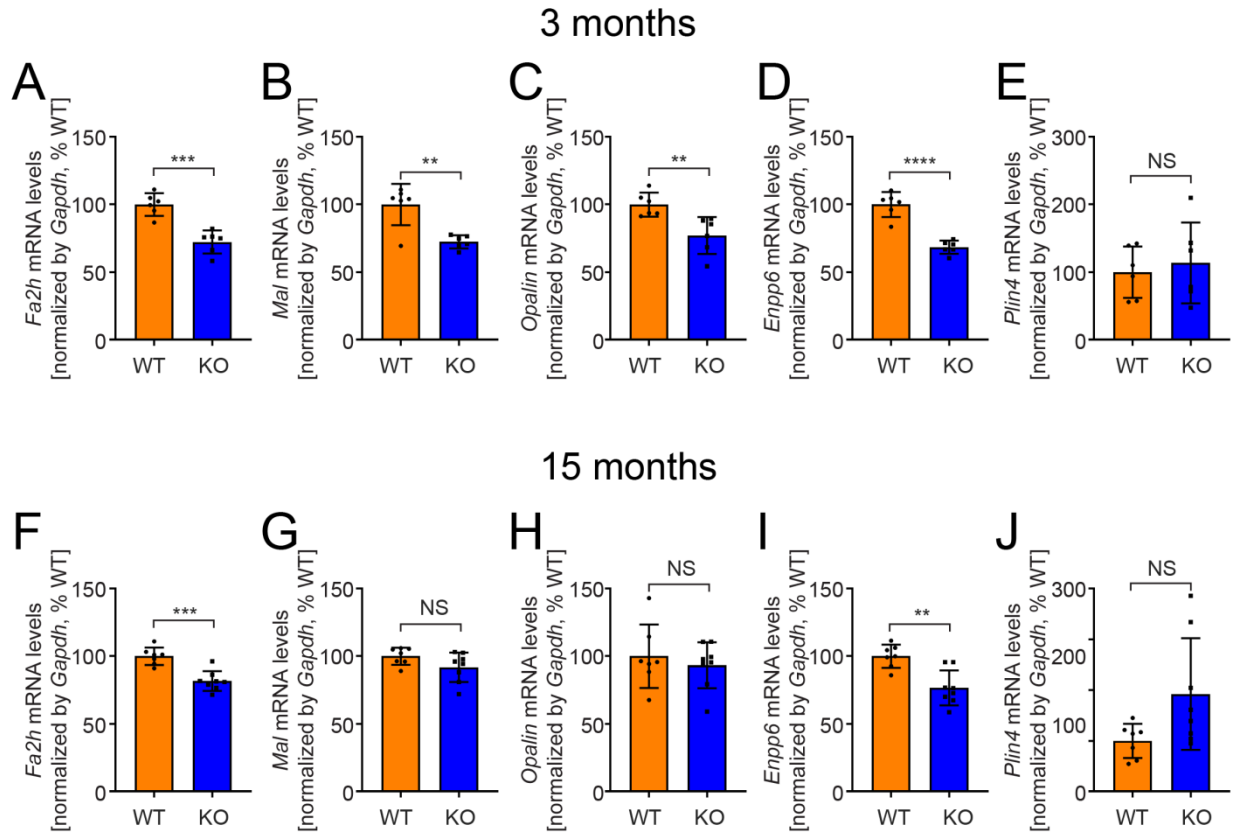 3 months
A
Fa2h mRNA levels
[normalized by Gapdh, % WT]
150
100
50
0
***
WT KO
B
Mal mRNA levels
[normalized by Gapdh, % WT]
150
100
50
0
**
WT KO
C
Opalin mRNA levels
[normalized by Gapdh, % WT]
150
100
50
0
**
WT KO
D
Enpp6 mRNA levels
[normalized by Gapdh, % WT]
150
100
50
0
****
WT KO
E
Plin4 mRNA levels
[normalized by Gapdh, % WT]
300
200
100
0
NS
WT KO
15 months
F
Fa2h mRNA levels
[normalized by Gapdh, % WT]
150
100
50
0
***
WT KO
G
Mal mRNA levels
[normalized by Gapdh, % WT]
150
100
50
0
NS
WT KO
H
Opalin mRNA levels
[normalized by Gapdh, % WT]
150
100
50
0
NS
WT KO
I
Enpp6 mRNA levels
[normalized by Gapdh, % WT]
150
100
50
0
**
WT KO
J
Plin4 mRNA levels
[normalized by Gapdh, % WT]
300
200
100
0
NS
WT KO